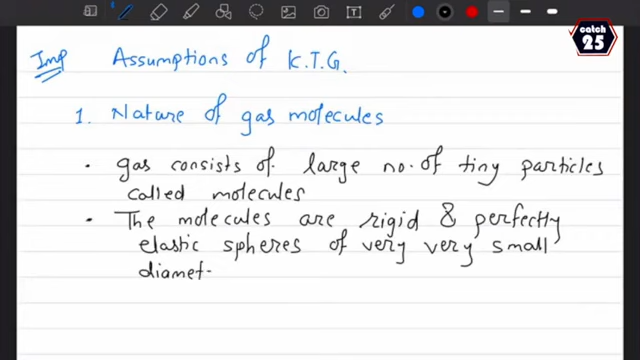 catch
25
Imp Assumptions of K.T.G.
1. Nature of gas molecules
• gas consists of large no. of tiny particles
called molecules
• The molecules are rigid & perfectly
elastic spheres of very very small
diamet